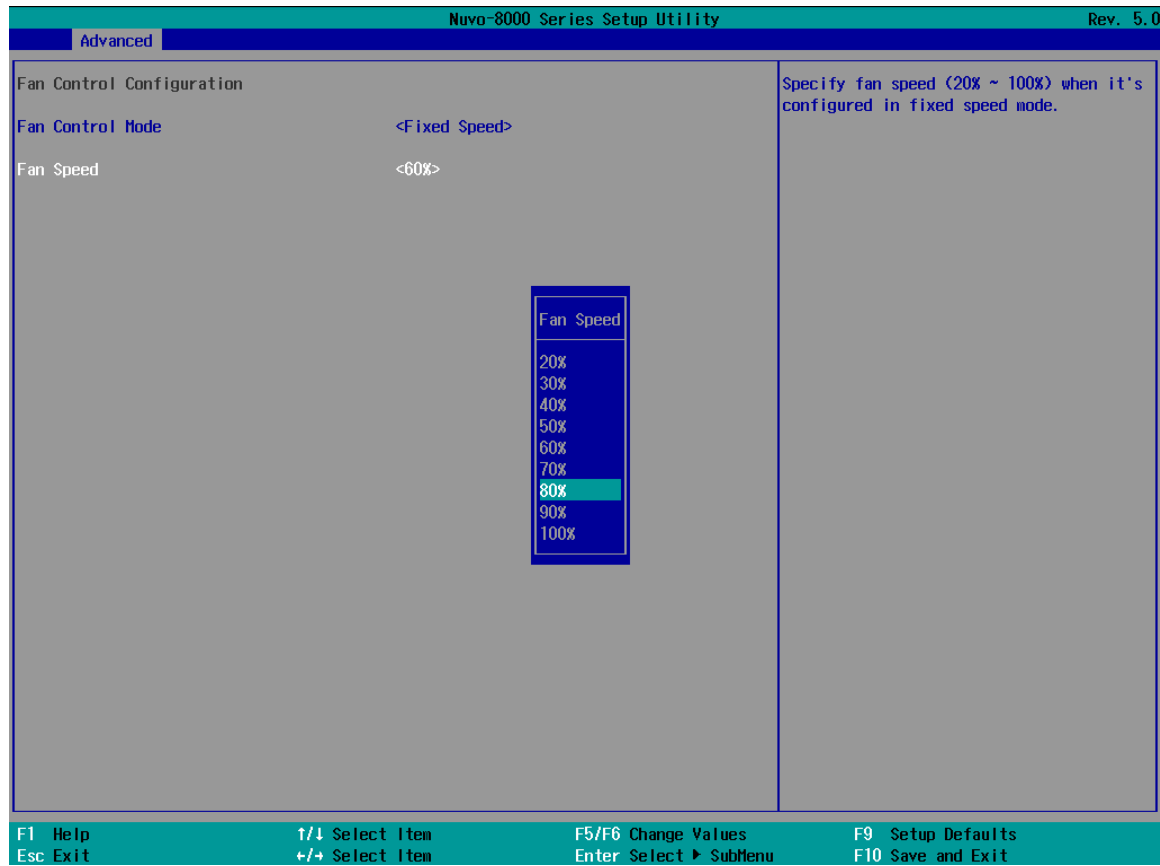 Nuvo-8000 Series Setup Utility Rev. 5.0
Advanced
Fan Control Configuration
Specify fan speed (20% ~ 100%) when it's
configured in fixed speed mode.
Fan Control Mode <Fixed Speed>
Fan Speed <60%>
Fan Speed
20%
30%
40%
50%
60%
70%
80%
90%
100%
F1 Help ↑/↓ Select Item F5/F6 Change Values F9 Setup Defaults
Esc Exit ←/→ Select Item Enter Select ▶ SubMenu F10 Save and Exit